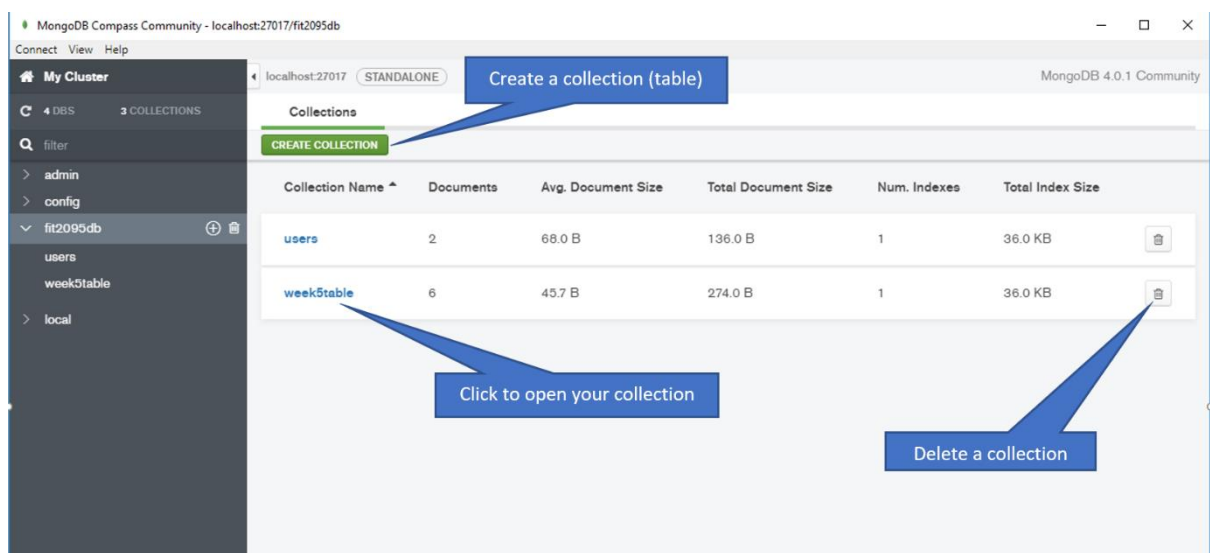 MongoDB Compass Community - localhost:27017/fit2095db
Connect View Help
My Cluster
localhost:27017 STANDALONE
MongoDB 4.0.1 Community
Create a collection (table)
4 DBS 3 COLLECTIONS
Collections
filter
CREATE COLLECTION
admin
config
fit2095db
users
week5table
local
Collection Name Documents Avg. Document Size Total Document Size Num. Indexes Total Index Size
users 2 68.0 B 136.0 B 1 36.0 KB
week5table 6 45.7 B 274.0 B 1 36.0 KB
Click to open your collection
Delete a collection